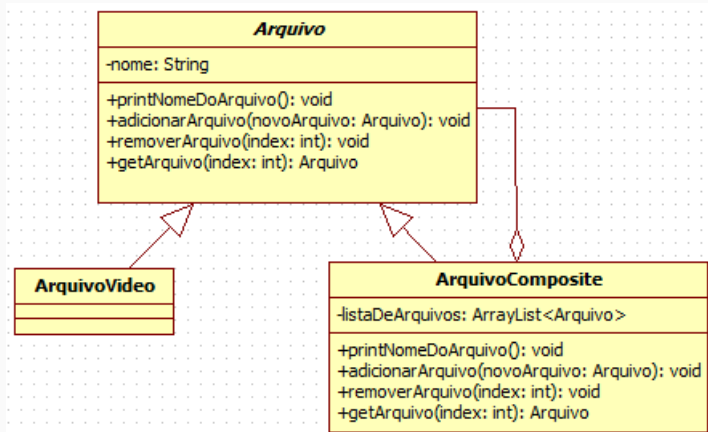 Arquivo
-nome: String
+printNomeDoArquivo(): void
+adicionarArquivo(novoArquivo: Arquivo): void
+removerArquivo(index: int): void
+getArquivo(index: int): Arquivo
ArquivoVideo
ArquivoComposite
-listaDeArquivos: ArrayList<Arquivo>
+printNomeDoArquivo(): void
+adicionarArquivo(novoArquivo: Arquivo): void
+removerArquivo(index: int): void
+getArquivo(index: int): Arquivo